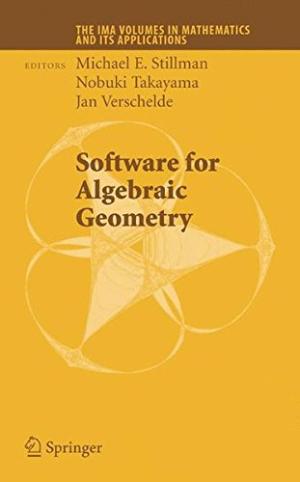 THE IMA VOLUMES IN MATHEMATICS
AND ITS APPLICATIONS
EDITORS Michael E. Stillman
Nobuki Takayama
Jan Verschelde
Software for
Algebraic
Geometry
Springer